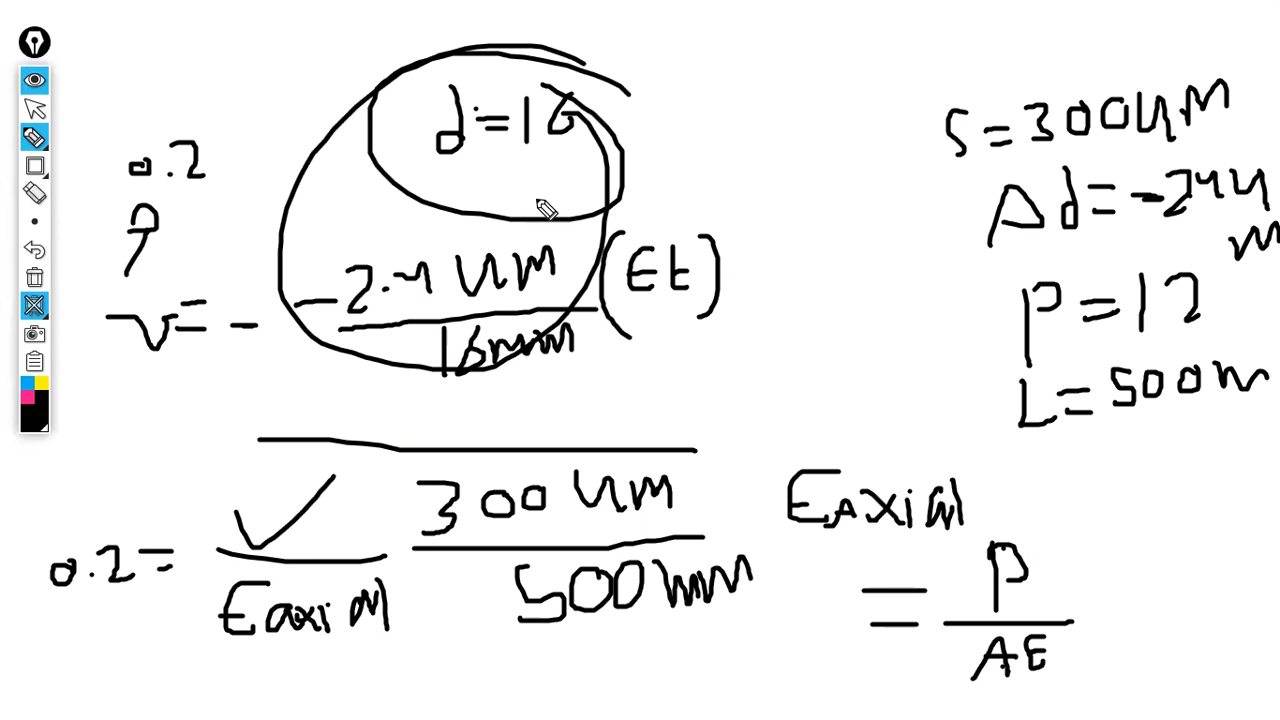 d=16
0.2
v= - -2.4 UM (Et)
16mm
300 UM
0.2=
Eaxial 500mm
S=300UM
Δd=-2.4U
m
P=12
L=500m
EAXial
= P
AE